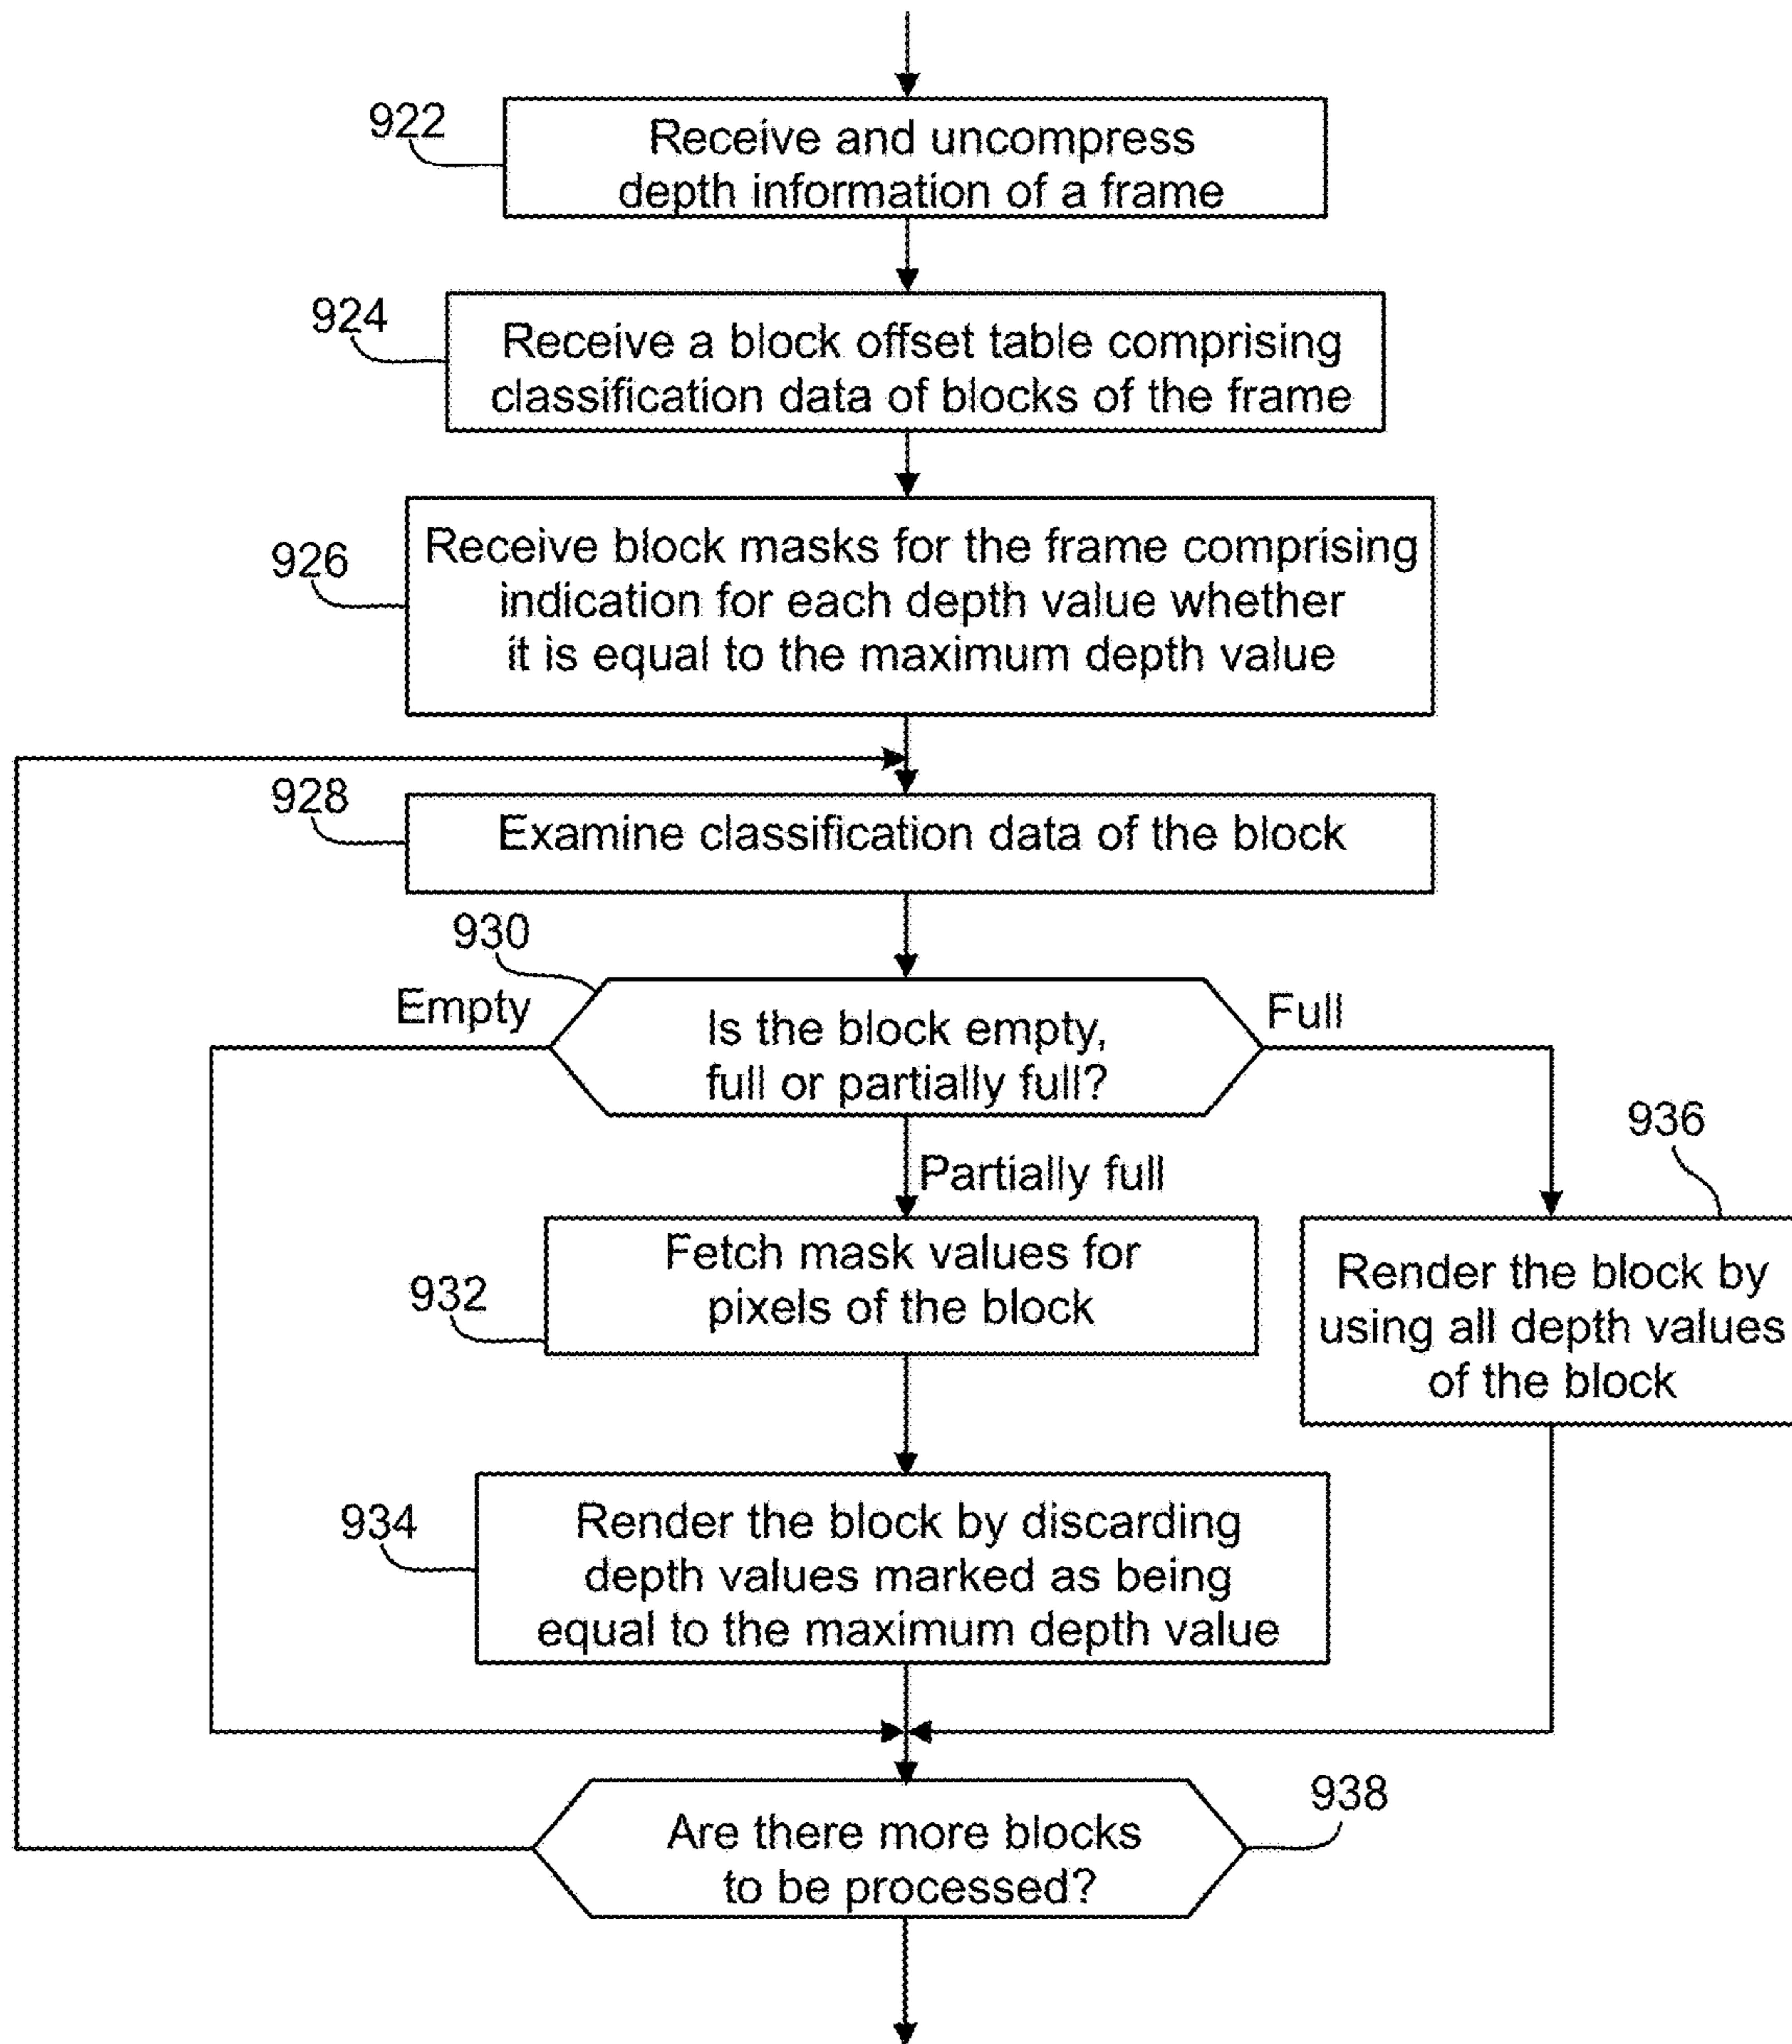 922
Receive and uncompress
depth information of a frame
924
Receive a block offset table comprising
classification data of blocks of the frame
926
Receive block masks for the frame comprising
indication for each depth value whether
it is equal to the maximum depth value
928
Examine classification data of the block
930
Empty
Is the block empty,
full or partially full?
Full
Partially full
936
932
Fetch mask values for
pixels of the block
Render the block by
using all depth values
of the block
934
Render the block by discarding
depth values marked as being
equal to the maximum depth value
938
Are there more blocks
to be processed?